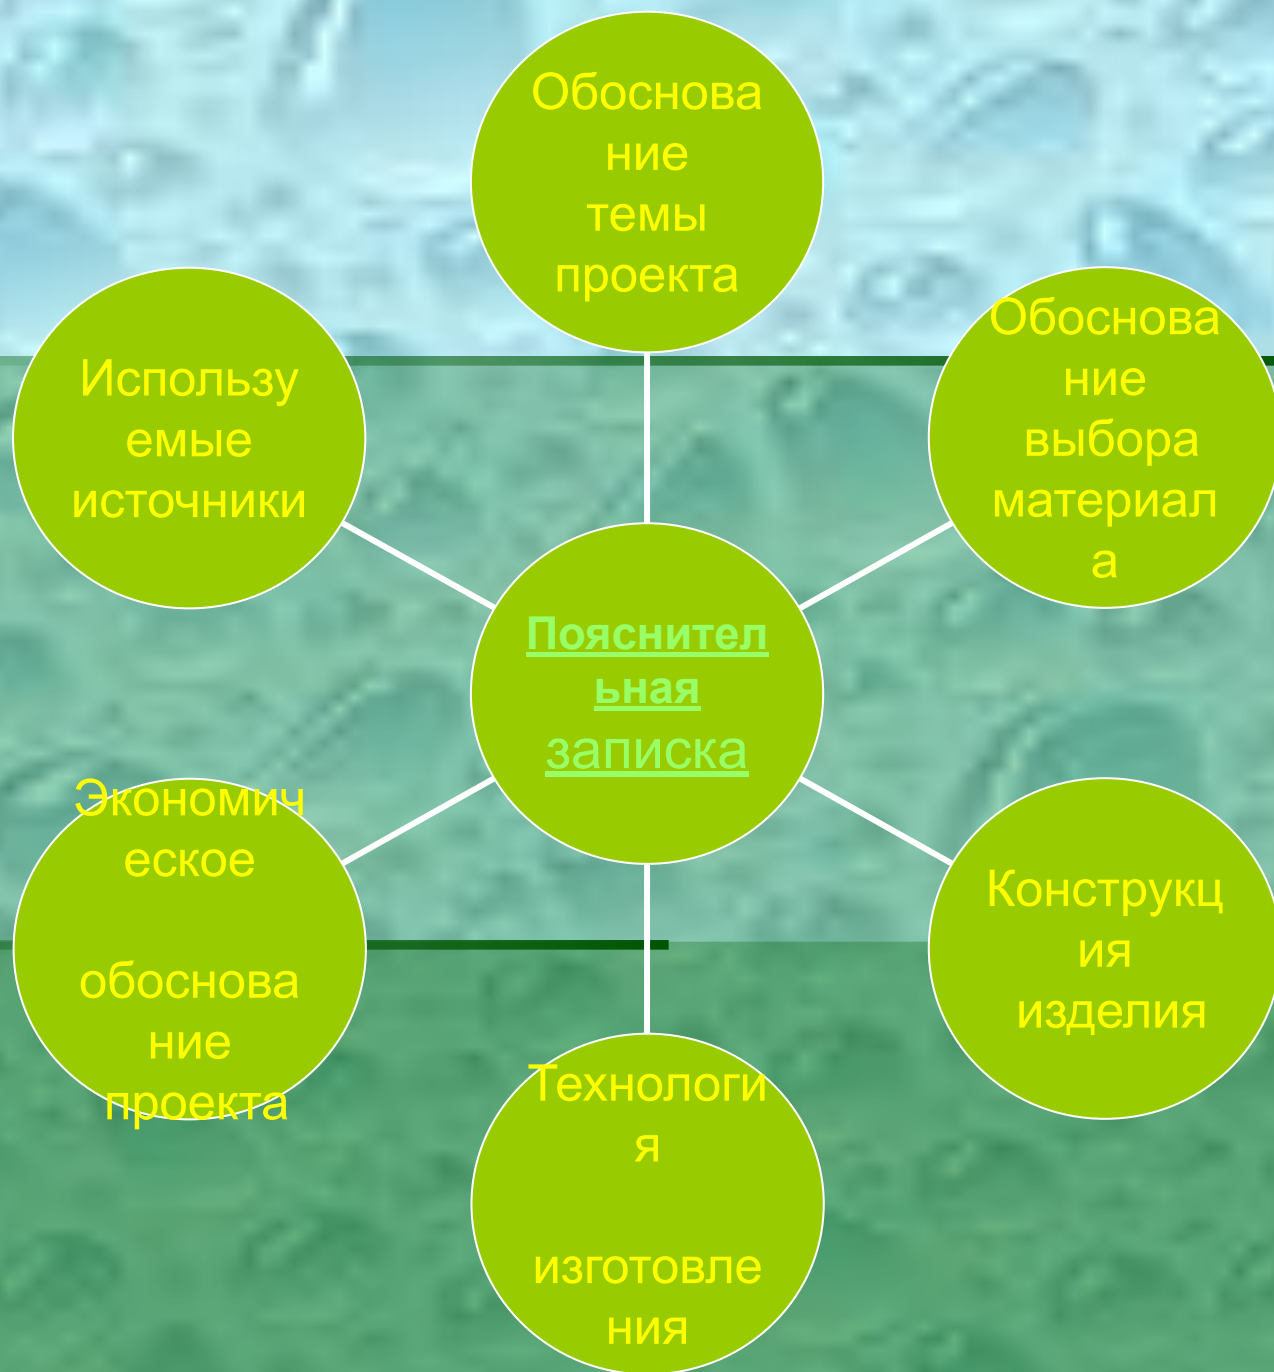 Обоснова
ние
темы
проекта
Обоснова
ние
выбора
материал
а
Конструкц
ия
изделия
Технологи
я
изготовле
ния
Экономич
еское
обоснова
ние
проекта
Использу
емые
источники
Пояснител
ьная
записка